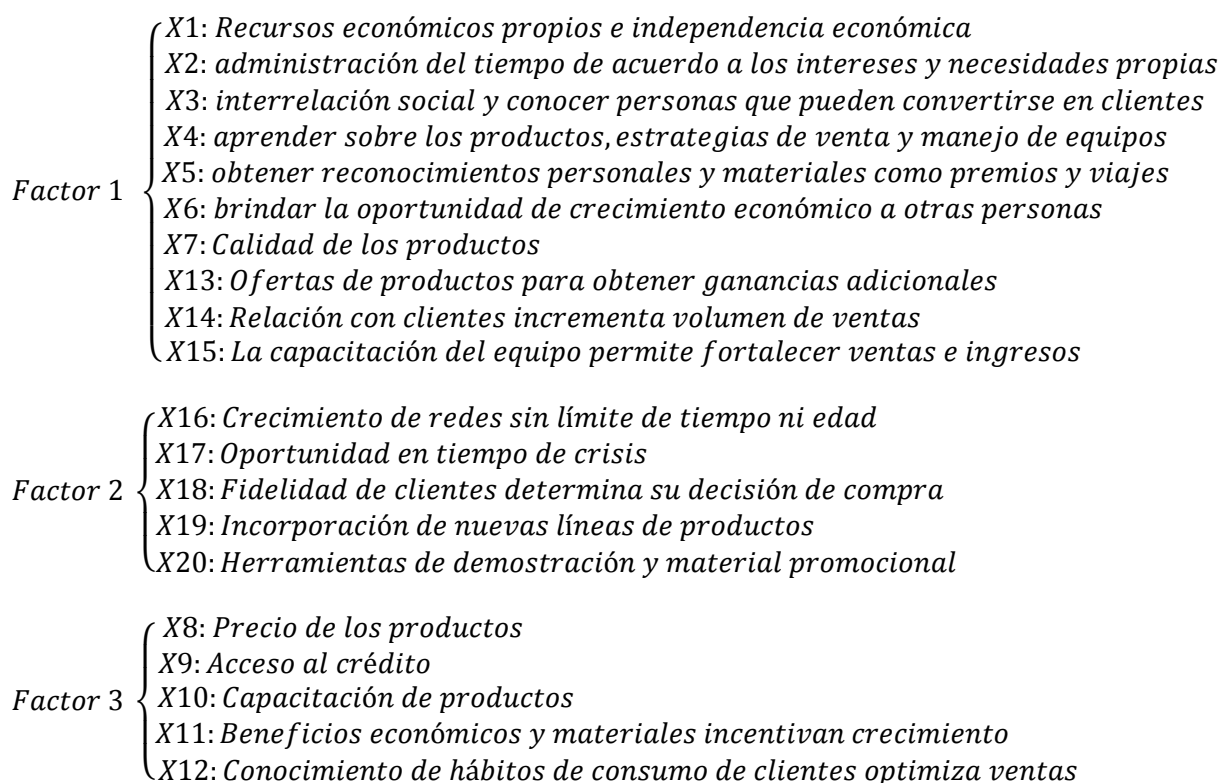 X1: Recursos económicos propios e independencia económica
X2: administración del tiempo de acuerdo a los intereses y necesidades propias
X3: interrelación social y conocer personas que pueden convertirse en clientes
X4: aprender sobre los productos, estrategias de venta y manejo de equipos
Factor 1 X5: obtener reconocimientos personales y materiales como premios y viajes
X6: brindar la oportunidad de crecimiento económico a otras personas
X7: Calidad de los productos
X13: Ofertas de productos para obtener ganancias adicionales
X14: Relación con clientes incrementa volumen de ventas
X15: La capacitación del equipo permite fortalecer ventas e ingresos
X16: Crecimiento de redes sin límite de tiempo ni edad
X17: Oportunidad en tiempo de crisis
Factor 2 X18: Fidelidad de clientes determina su decisión de compra
X19: Incorporación de nuevas líneas de productos
X20: Herramientas de demostración y material promocional
X8: Precio de los productos
X9: Acceso al crédito
Factor 3 X10: Capacitación de productos
X11: Beneficios económicos y materiales incentivan crecimiento
X12: Conocimiento de hábitos de consumo de clientes optimiza ventas